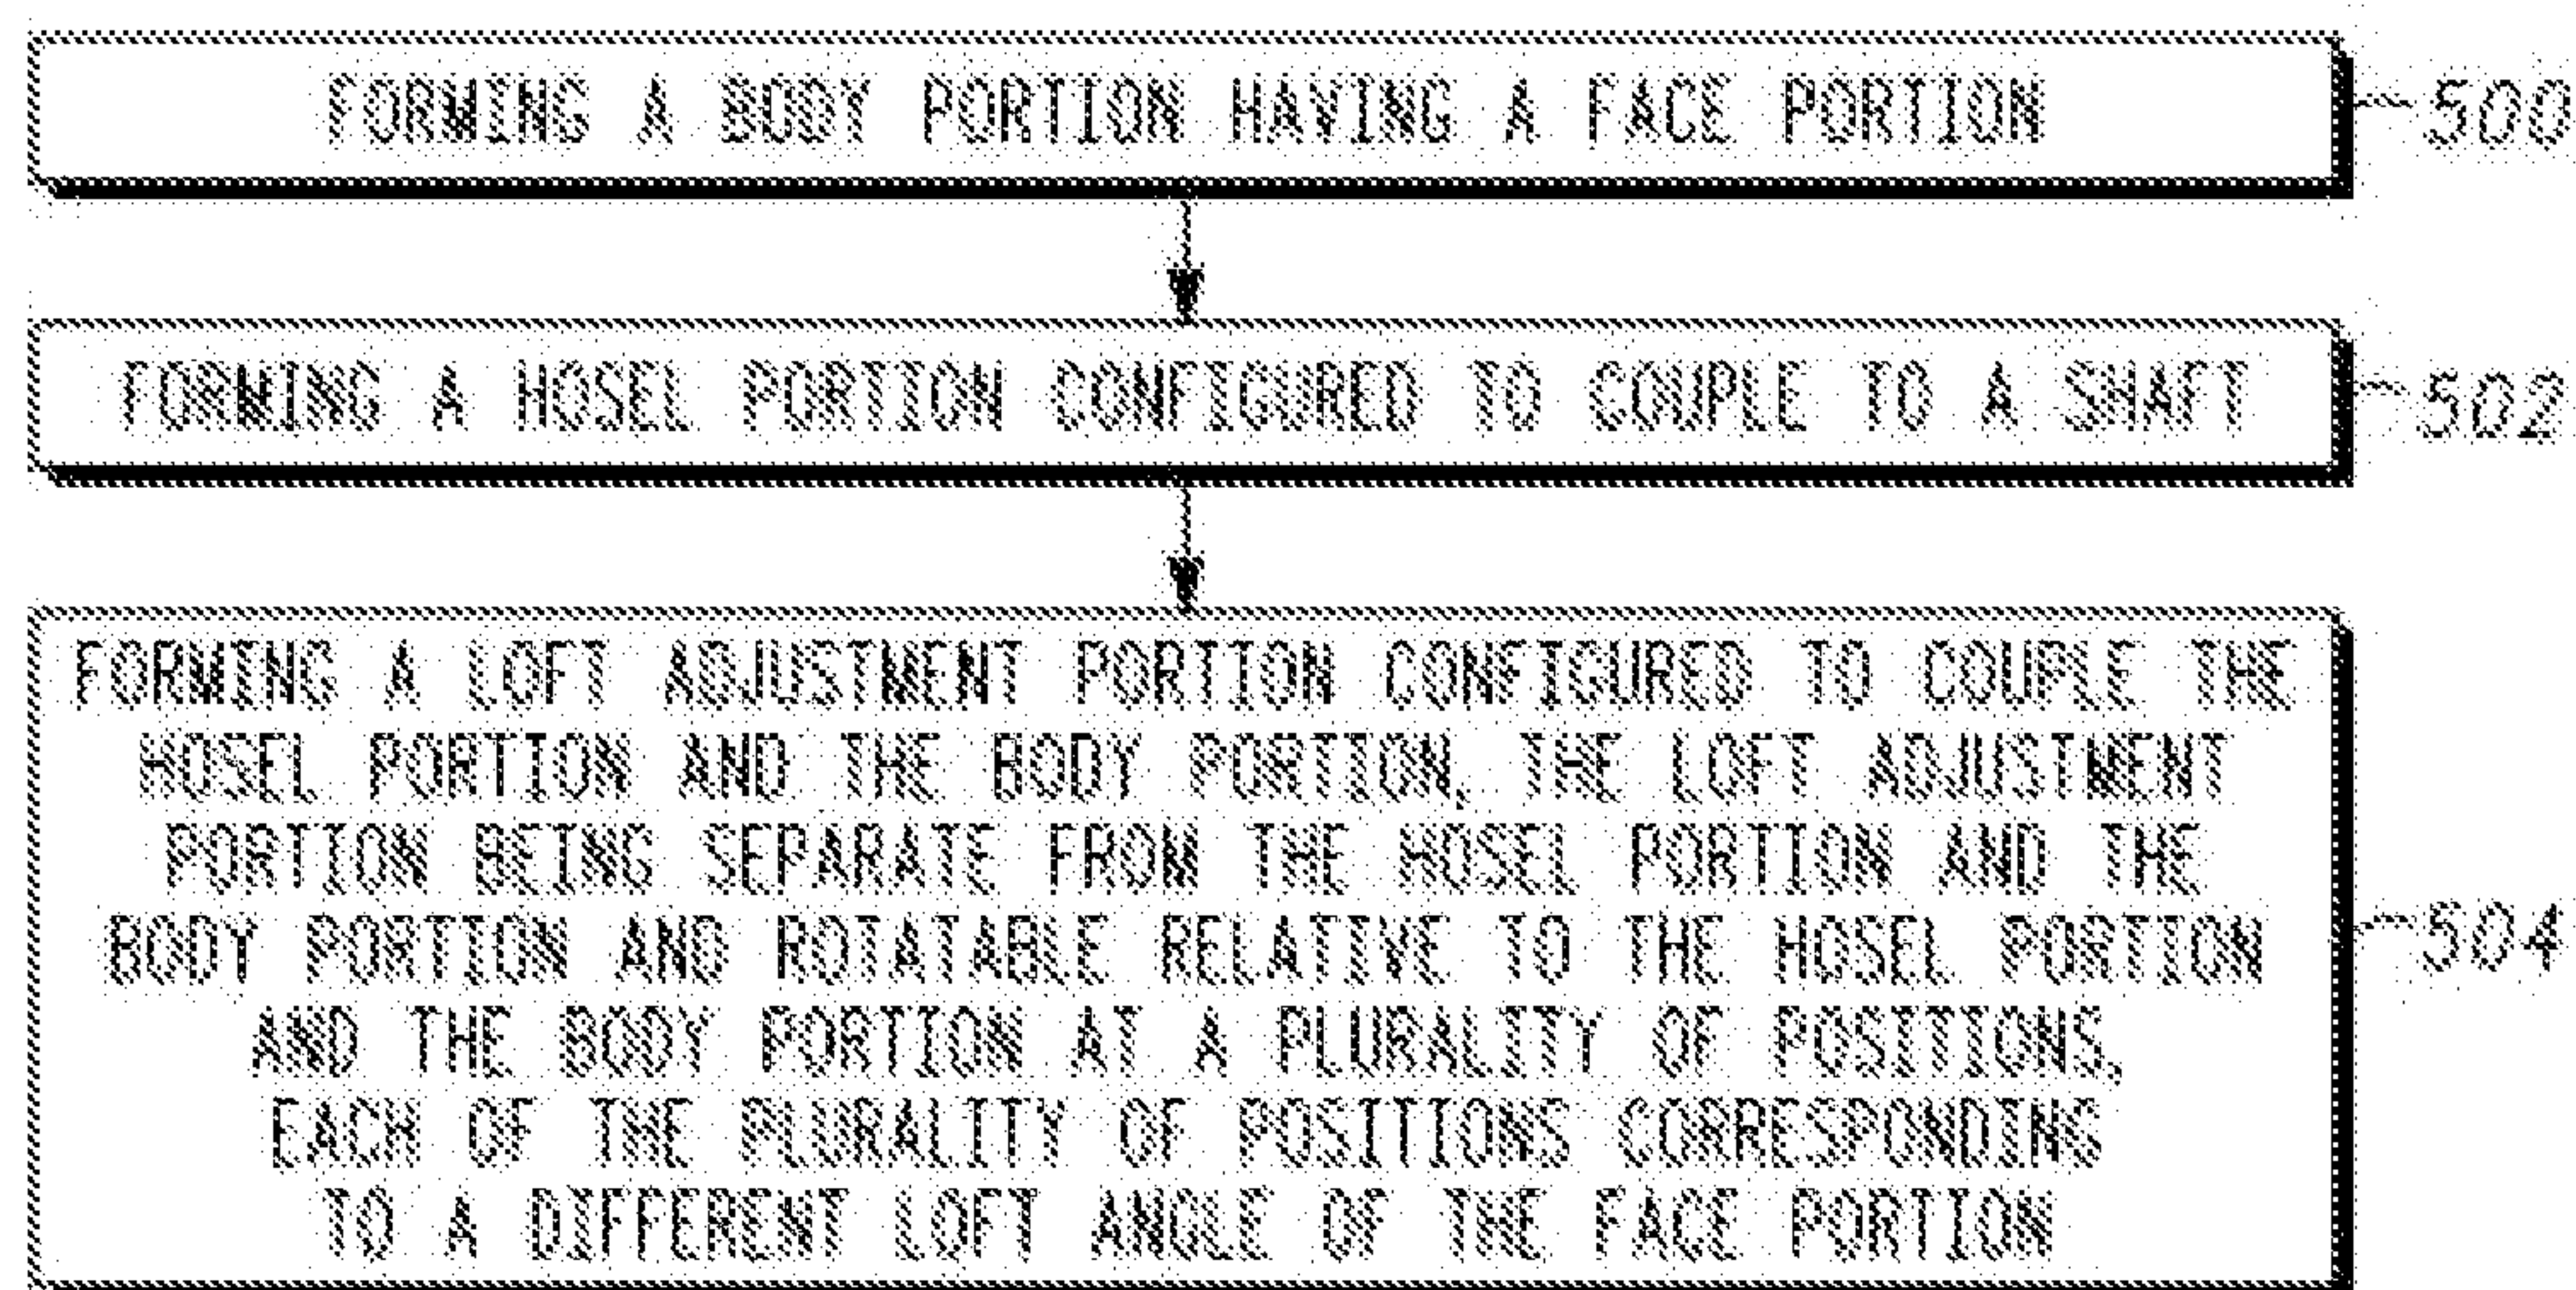 FORMING A BODY PORTION HAVING A FACE PORTION
500
FORMING A HOSEL PORTION CONFIGURED TO COUPLE TO A SHAFT
502
FORMING A LOFT ADJUSTMENT PORTION CONFIGURED TO COUPLE THE
HOSEL PORTION AND THE BODY PORTION, THE LOFT ADJUSTMENT
PORTION BEING SEPARATE FROM THE HOSEL PORTION AND THE
BODY PORTION AND ROTATABLE RELATIVE TO THE HOSEL PORTION
AND THE BODY PORTION AT A PLURALITY OF POSITIONS,
EACH OF THE PLURALITY OF POSITIONS CORRESPONDING
TO A DIFFERENT LOFT ANGLE OF THE FACE PORTION
504